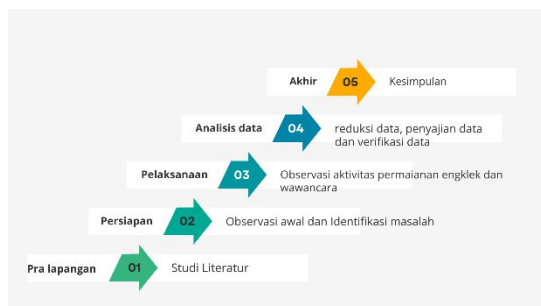 Akhir 05 Kesimpulan
Analisis data 04 reduksi data, penyajian data
dan verifikasi data
Pelaksanaan 03 Observasi aktivitas permaianan engklek dan
wawancara
Persiapan 02 Observasi awal dan Identifikasi masalah
Pra lapangan 01 Studi Literatur